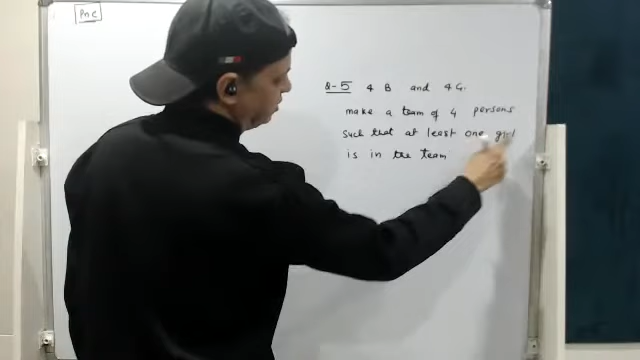 PnC
Q-5 4 B and 4 G.
make a team of 4 persons
such that at least one girl
is in the team